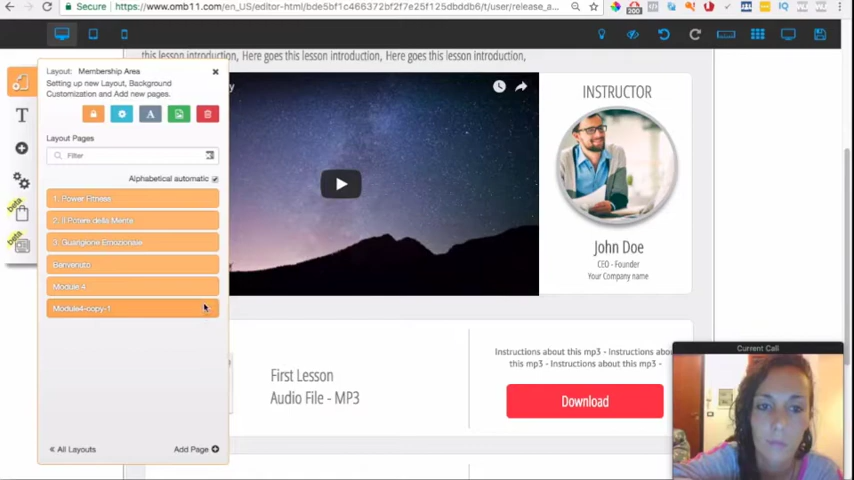 Secure
https://www.omb11.com/en_US/editor-html/bde5bf1c466372bf2f7e25f125dbddb6/t/user/release_a...
200
this lesson introduction, Here goes this lesson introduction, Here goes this lesson introduction,
Layout: Membership Area
Setting up new Layout, Background
Customization and Add new pages.
A
Layout Pages
Filter
Alphabetical automatic
1. Power Fitness
2. Il Potere della Mente
3. Guarigione Emozionale
Benvenuto
Module 4
Module4-copy-1
All Layouts
Add Page
T
beta
beta
INSTRUCTOR
John Doe
CEO - Founder
Your Company name
First Lesson
Audio File - MP3
Instructions about this mp3 - Instructions abou
this mp3 - Instructions about this mp3 -
Download
Current Call